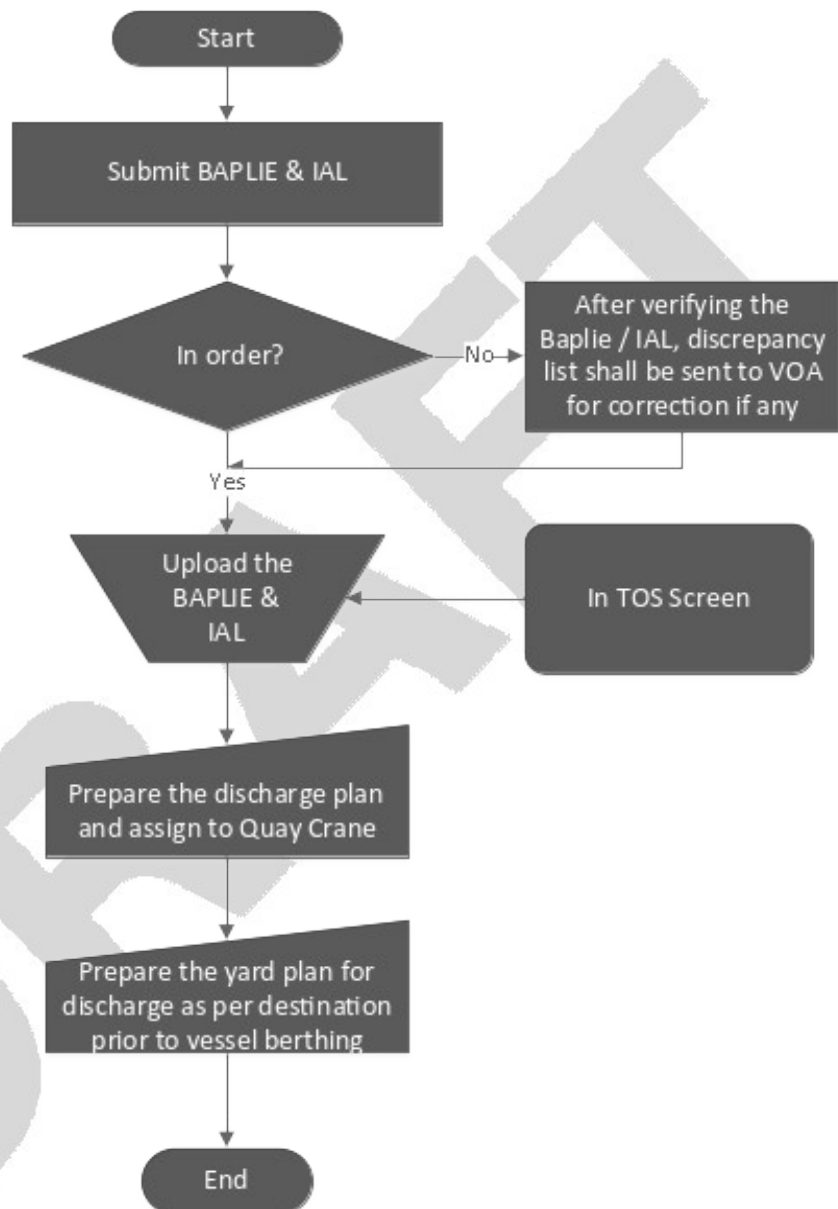 Start
Submit BAPLIE & IAL
In order?
No
After verifying the
Baplie / IAL, discrepancy
list shall be sent to VOA
for correction if any
Yes
Upload the
BAPLIE &
IAL
In TOS Screen
Prepare the discharge plan
and assign to Quay Crane
Prepare the yard plan for
discharge as per destination
prior to vessel berthing
End
DRAFT